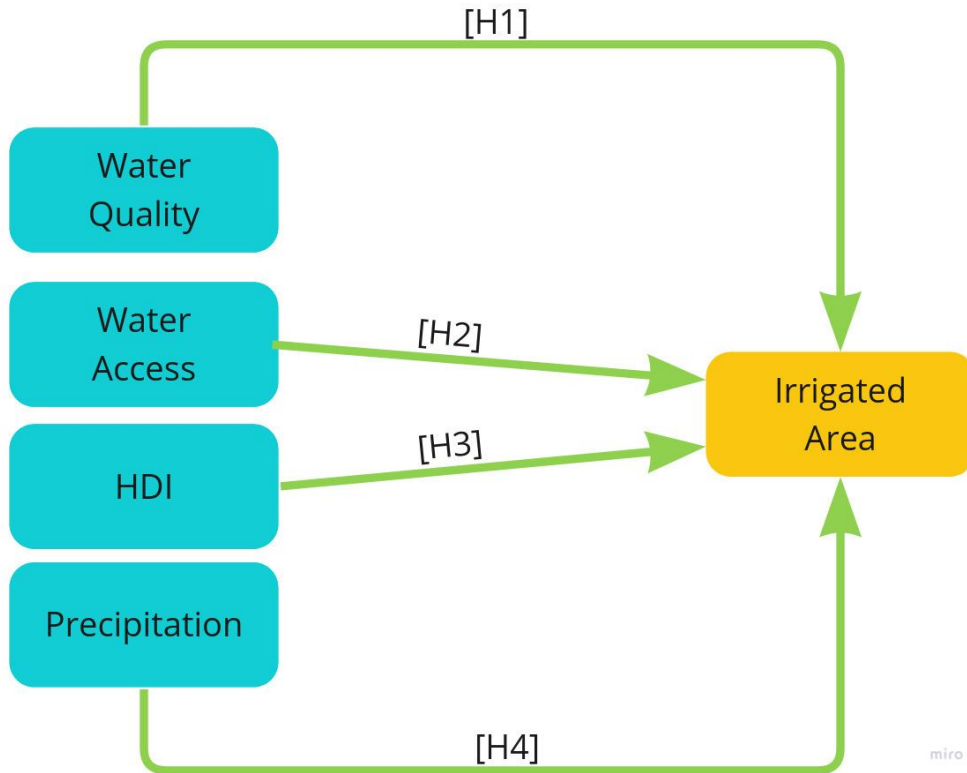 [H1]
Water
Quality
Water
Access
[H2]
HDI
[H3]
Irrigated
Area
Precipitation
[H4]
miro